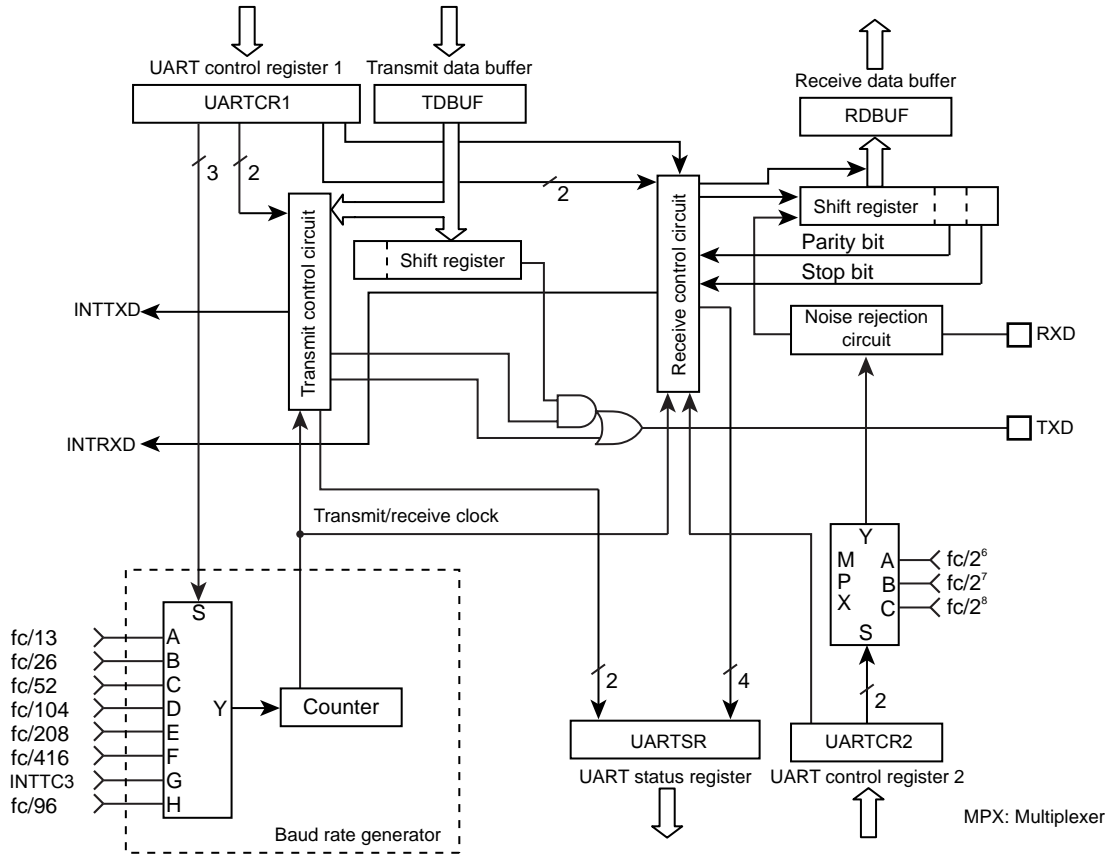 UART control register 1
Transmit data buffer
Receive data buffer
UARTCR1
TDBUF
RDBUF
3
2
2
Transmit control circuit
Shift register
Receive control circuit
Shift register
Parity bit
Stop bit
INTTXD
Noise rejection
circuit
RXD
INTRXD
TXD
Transmit/receive clock
MPX
Y
A
B
C
S
fc/2⁶
fc/2⁷
fc/2⁸
S
fc/13
A
fc/26
B
fc/52
C
fc/104
D
Y
Counter
fc/208
E
fc/416
F
INTTC3
G
fc/96
H
Baud rate generator
2
4
2
UARTSR
UARTCR2
UART status register
UART control register 2
MPX: Multiplexer